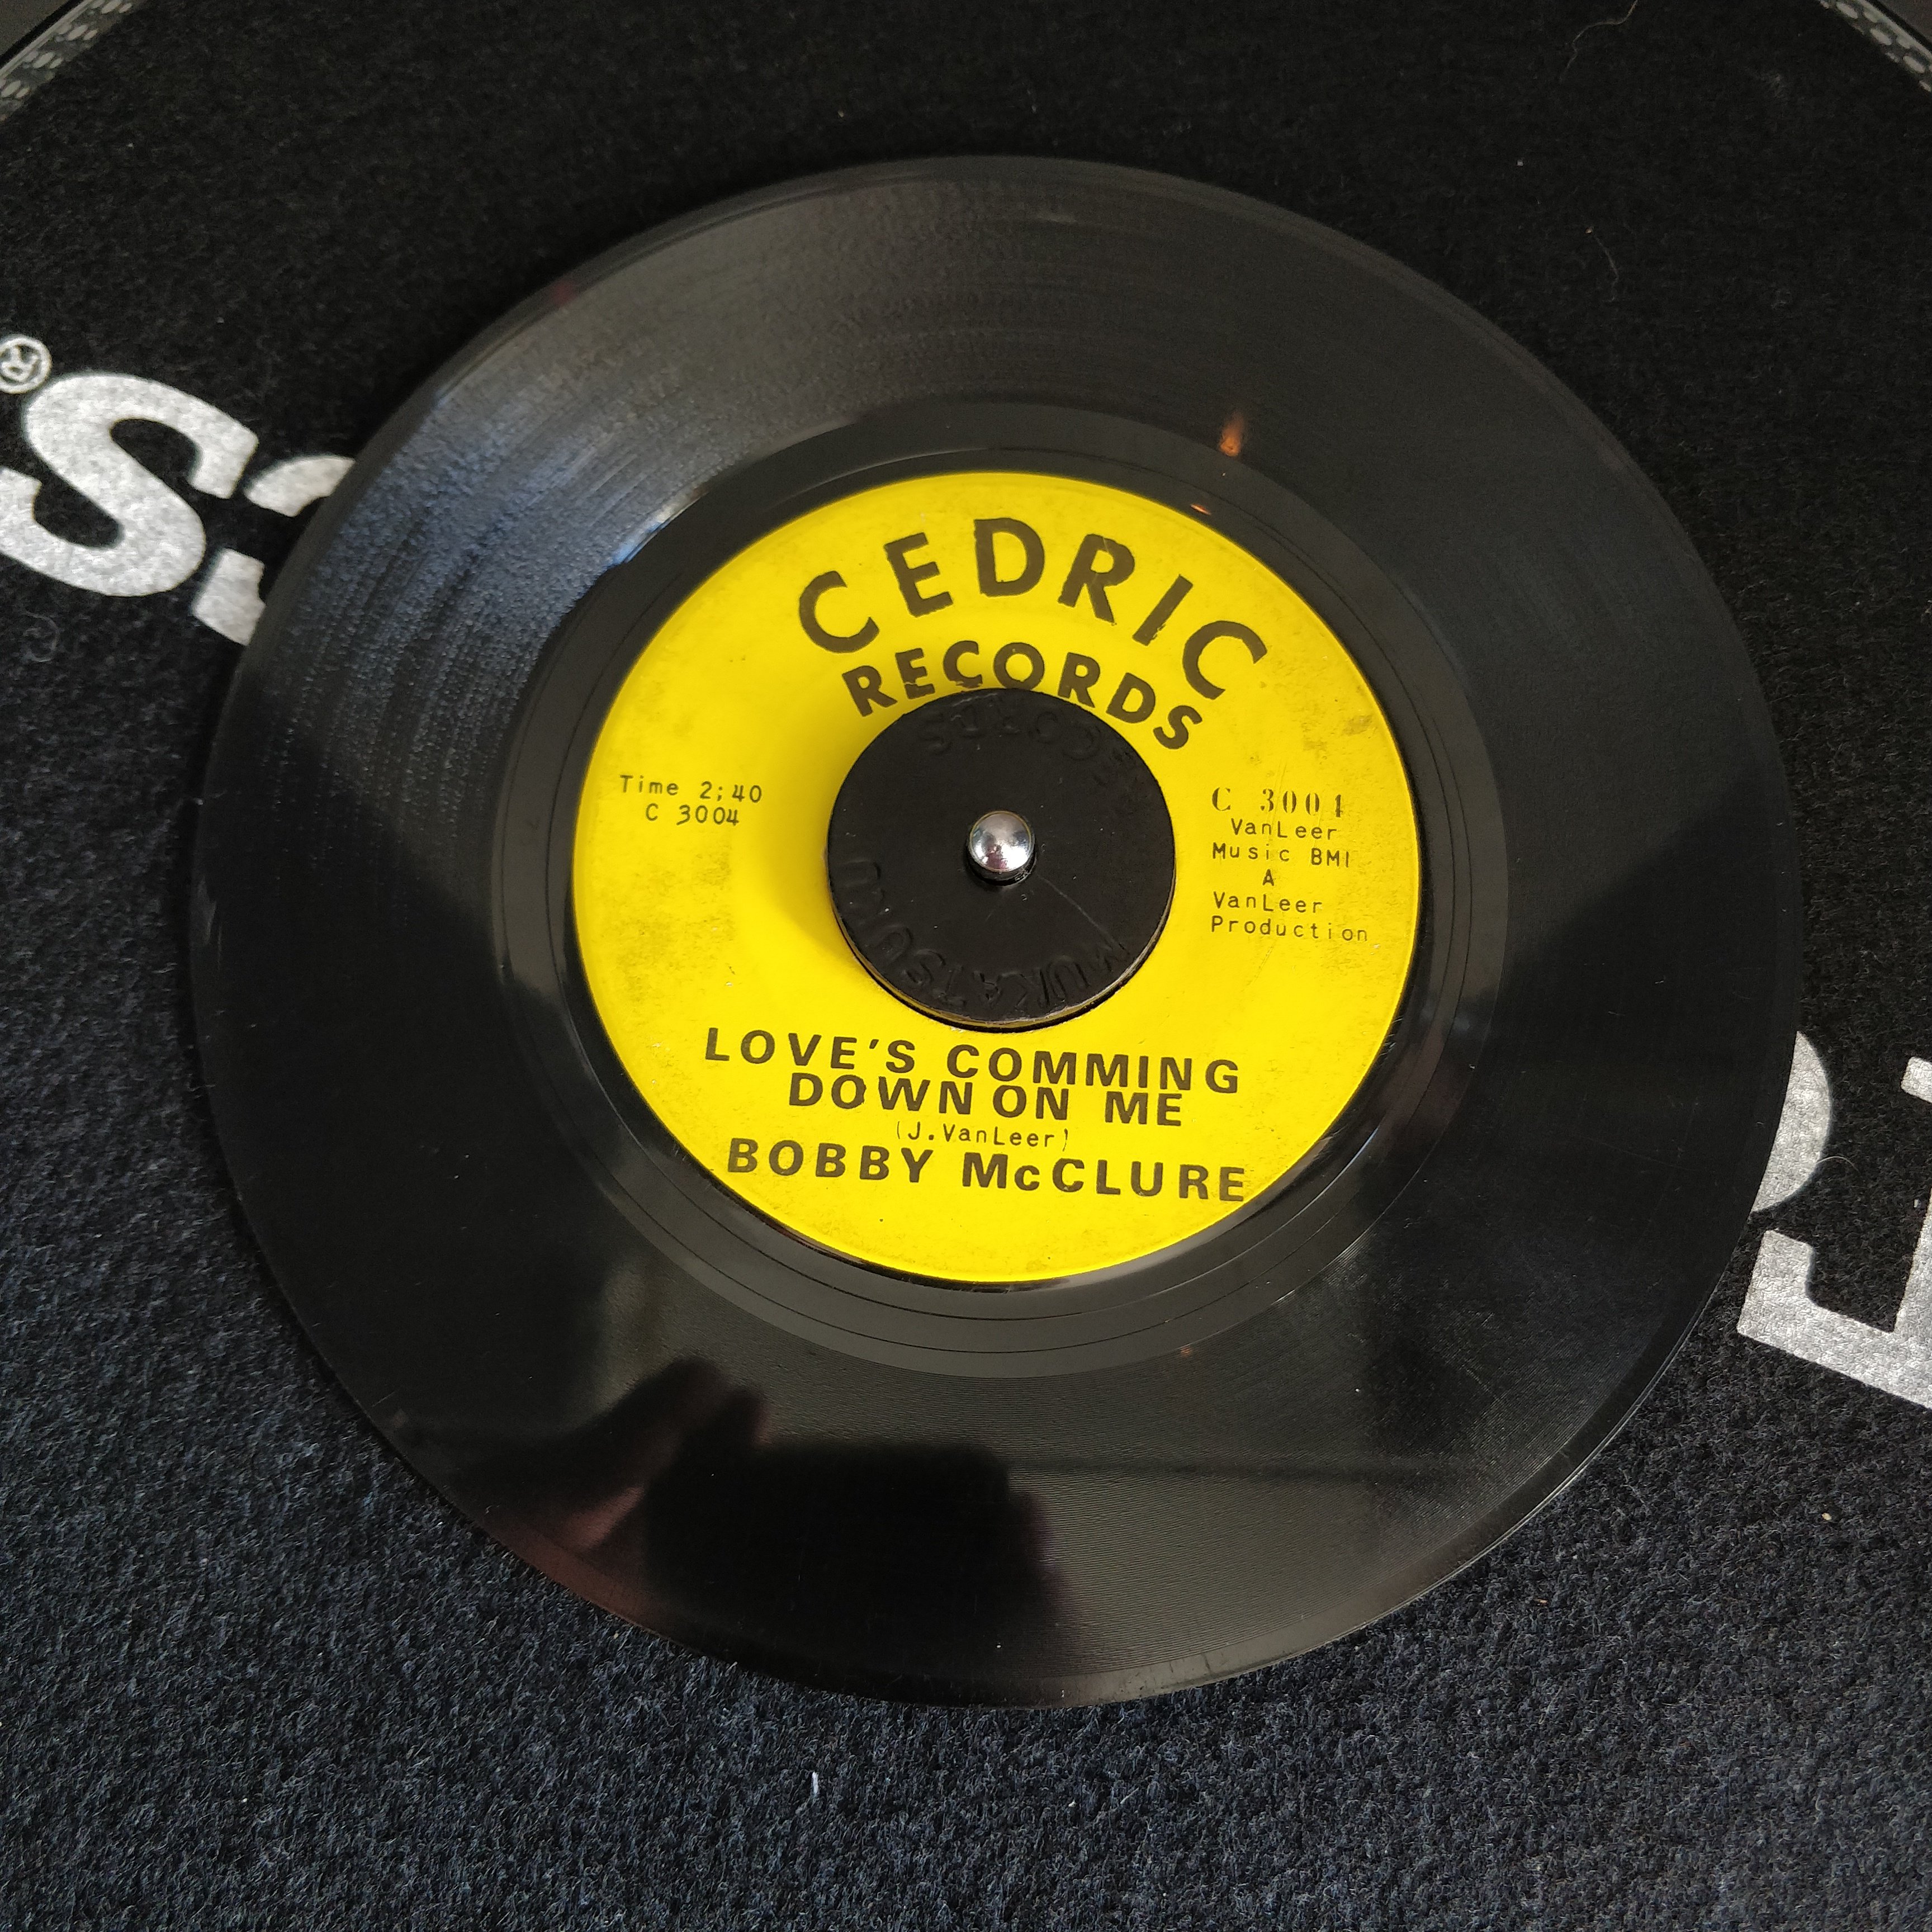 CEDRIC
RECORDS
Time 2;40
C 3004
C 3004
VanLeer
Music BMI
A
VanLeer
Production
LOVE'S COMMING
DOWN ON ME
(J.VanLeer)
BOBBY McCLURE
®